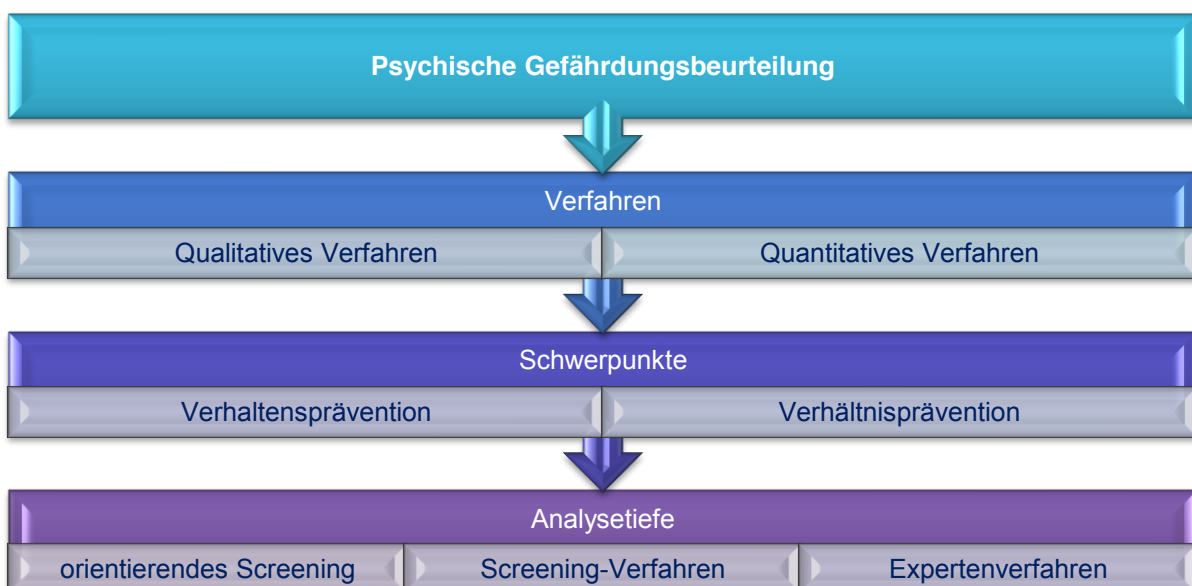 Psychische Gefährdungsbeurteilung
Verfahren
Qualitatives Verfahren
Quantitatives Verfahren
Schwerpunkte
Verhaltensprävention
Verhältnisprävention
Analysetiefe
orientierendes Screening
Screening-Verfahren
Expertenverfahren